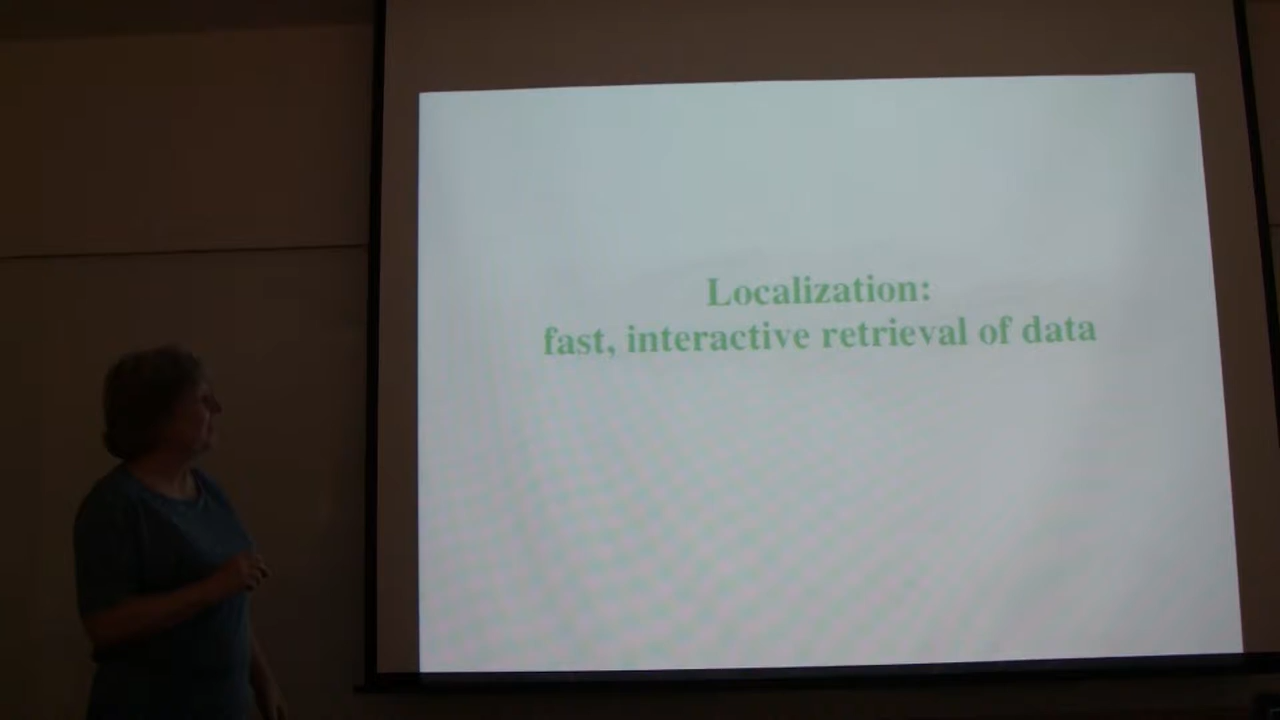 Localization:
fast, interactive retrieval of data